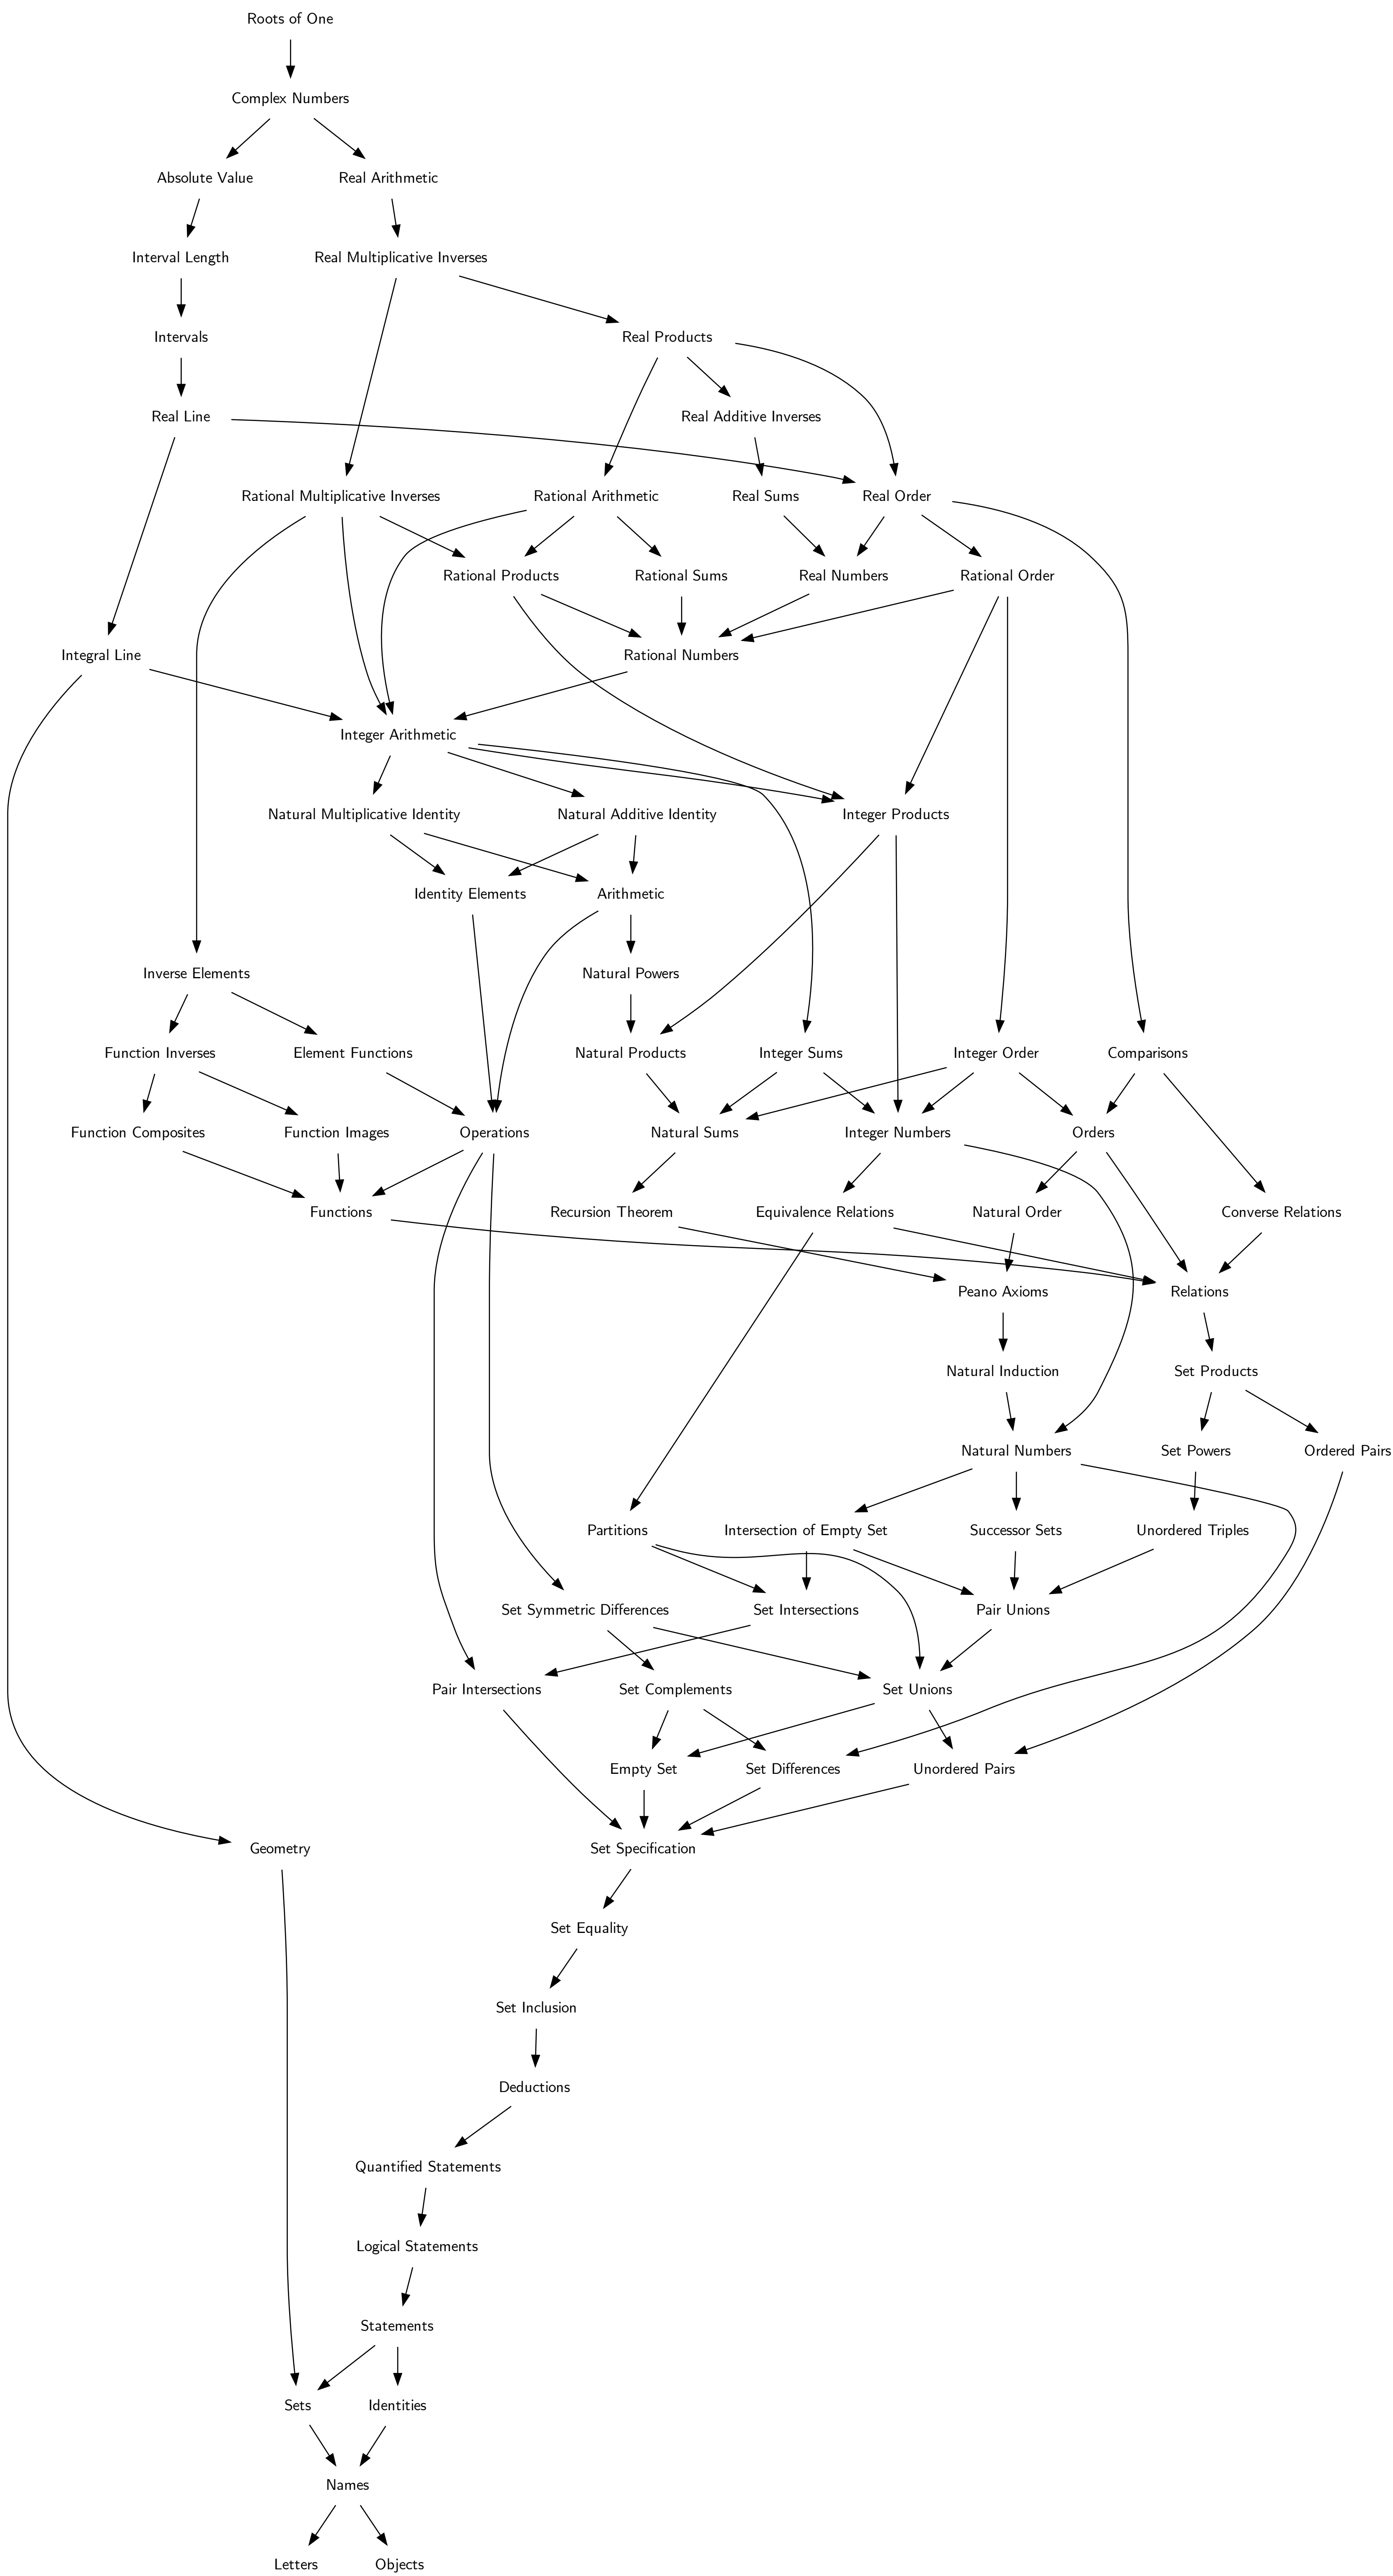 Roots of One
Complex Numbers
Absolute Value
Real Arithmetic
Interval Length
Real Multiplicative Inverses
Intervals
Real Products
Real Line
Real Additive Inverses
Rational Multiplicative Inverses
Rational Arithmetic
Real Sums
Real Order
Rational Products
Rational Sums
Real Numbers
Rational Order
Integral Line
Rational Numbers
Integer Arithmetic
Natural Multiplicative Identity
Natural Additive Identity
Integer Products
Identity Elements
Arithmetic
Inverse Elements
Natural Powers
Function Inverses
Element Functions
Natural Products
Integer Sums
Integer Order
Comparisons
Function Composites
Function Images
Operations
Natural Sums
Integer Numbers
Orders
Functions
Recursion Theorem
Equivalence Relations
Natural Order
Converse Relations
Peano Axioms
Relations
Natural Induction
Set Products
Natural Numbers
Set Powers
Ordered Pairs
Partitions
Intersection of Empty Set
Successor Sets
Unordered Triples
Set Symmetric Differences
Set Intersections
Pair Unions
Pair Intersections
Set Complements
Set Unions
Empty Set
Set Differences
Unordered Pairs
Geometry
Set Specification
Set Equality
Set Inclusion
Deductions
Quantified Statements
Logical Statements
Statements
Sets
Identities
Names
Letters
Objects